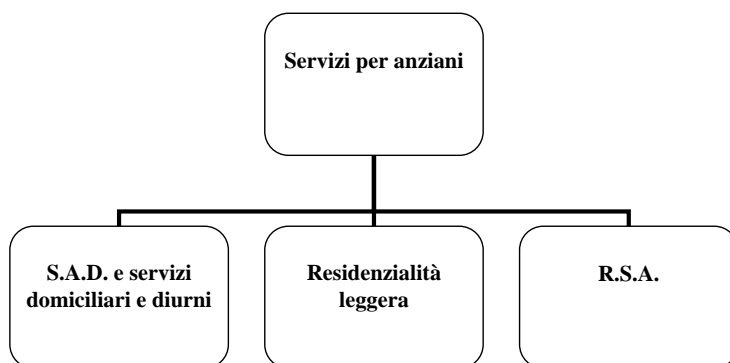 Servizi per anziani
S.A.D. e servizi
domiciliari e diurni
Residenzialità
leggera
R.S.A.